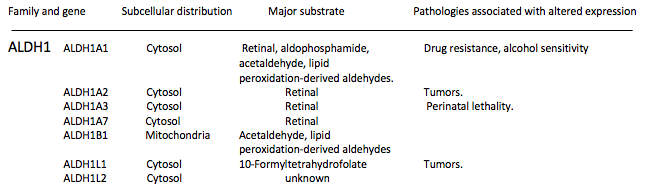 Family and gene Subcellular distribution Major substrate Pathologies associated with altered expression
ALDH1 ALDH1A1 Cytosol Retinal, aldophosphamide, Drug resistance, alcohol sensitivity
acetaldehyde, lipid
peroxidation-derived aldehydes.
ALDH1A2 Cytosol Retinal Tumors.
ALDH1A3 Cytosol Retinal Perinatal lethality.
ALDH1A7 Cytosol Retinal
ALDH1B1 Mitochondria Acetaldehyde, lipid
peroxidation-derived aldehydes
ALDH1L1 Cytosol 10-Formyltetrahydrofolate Tumors.
ALDH1L2 Cytosol unknown